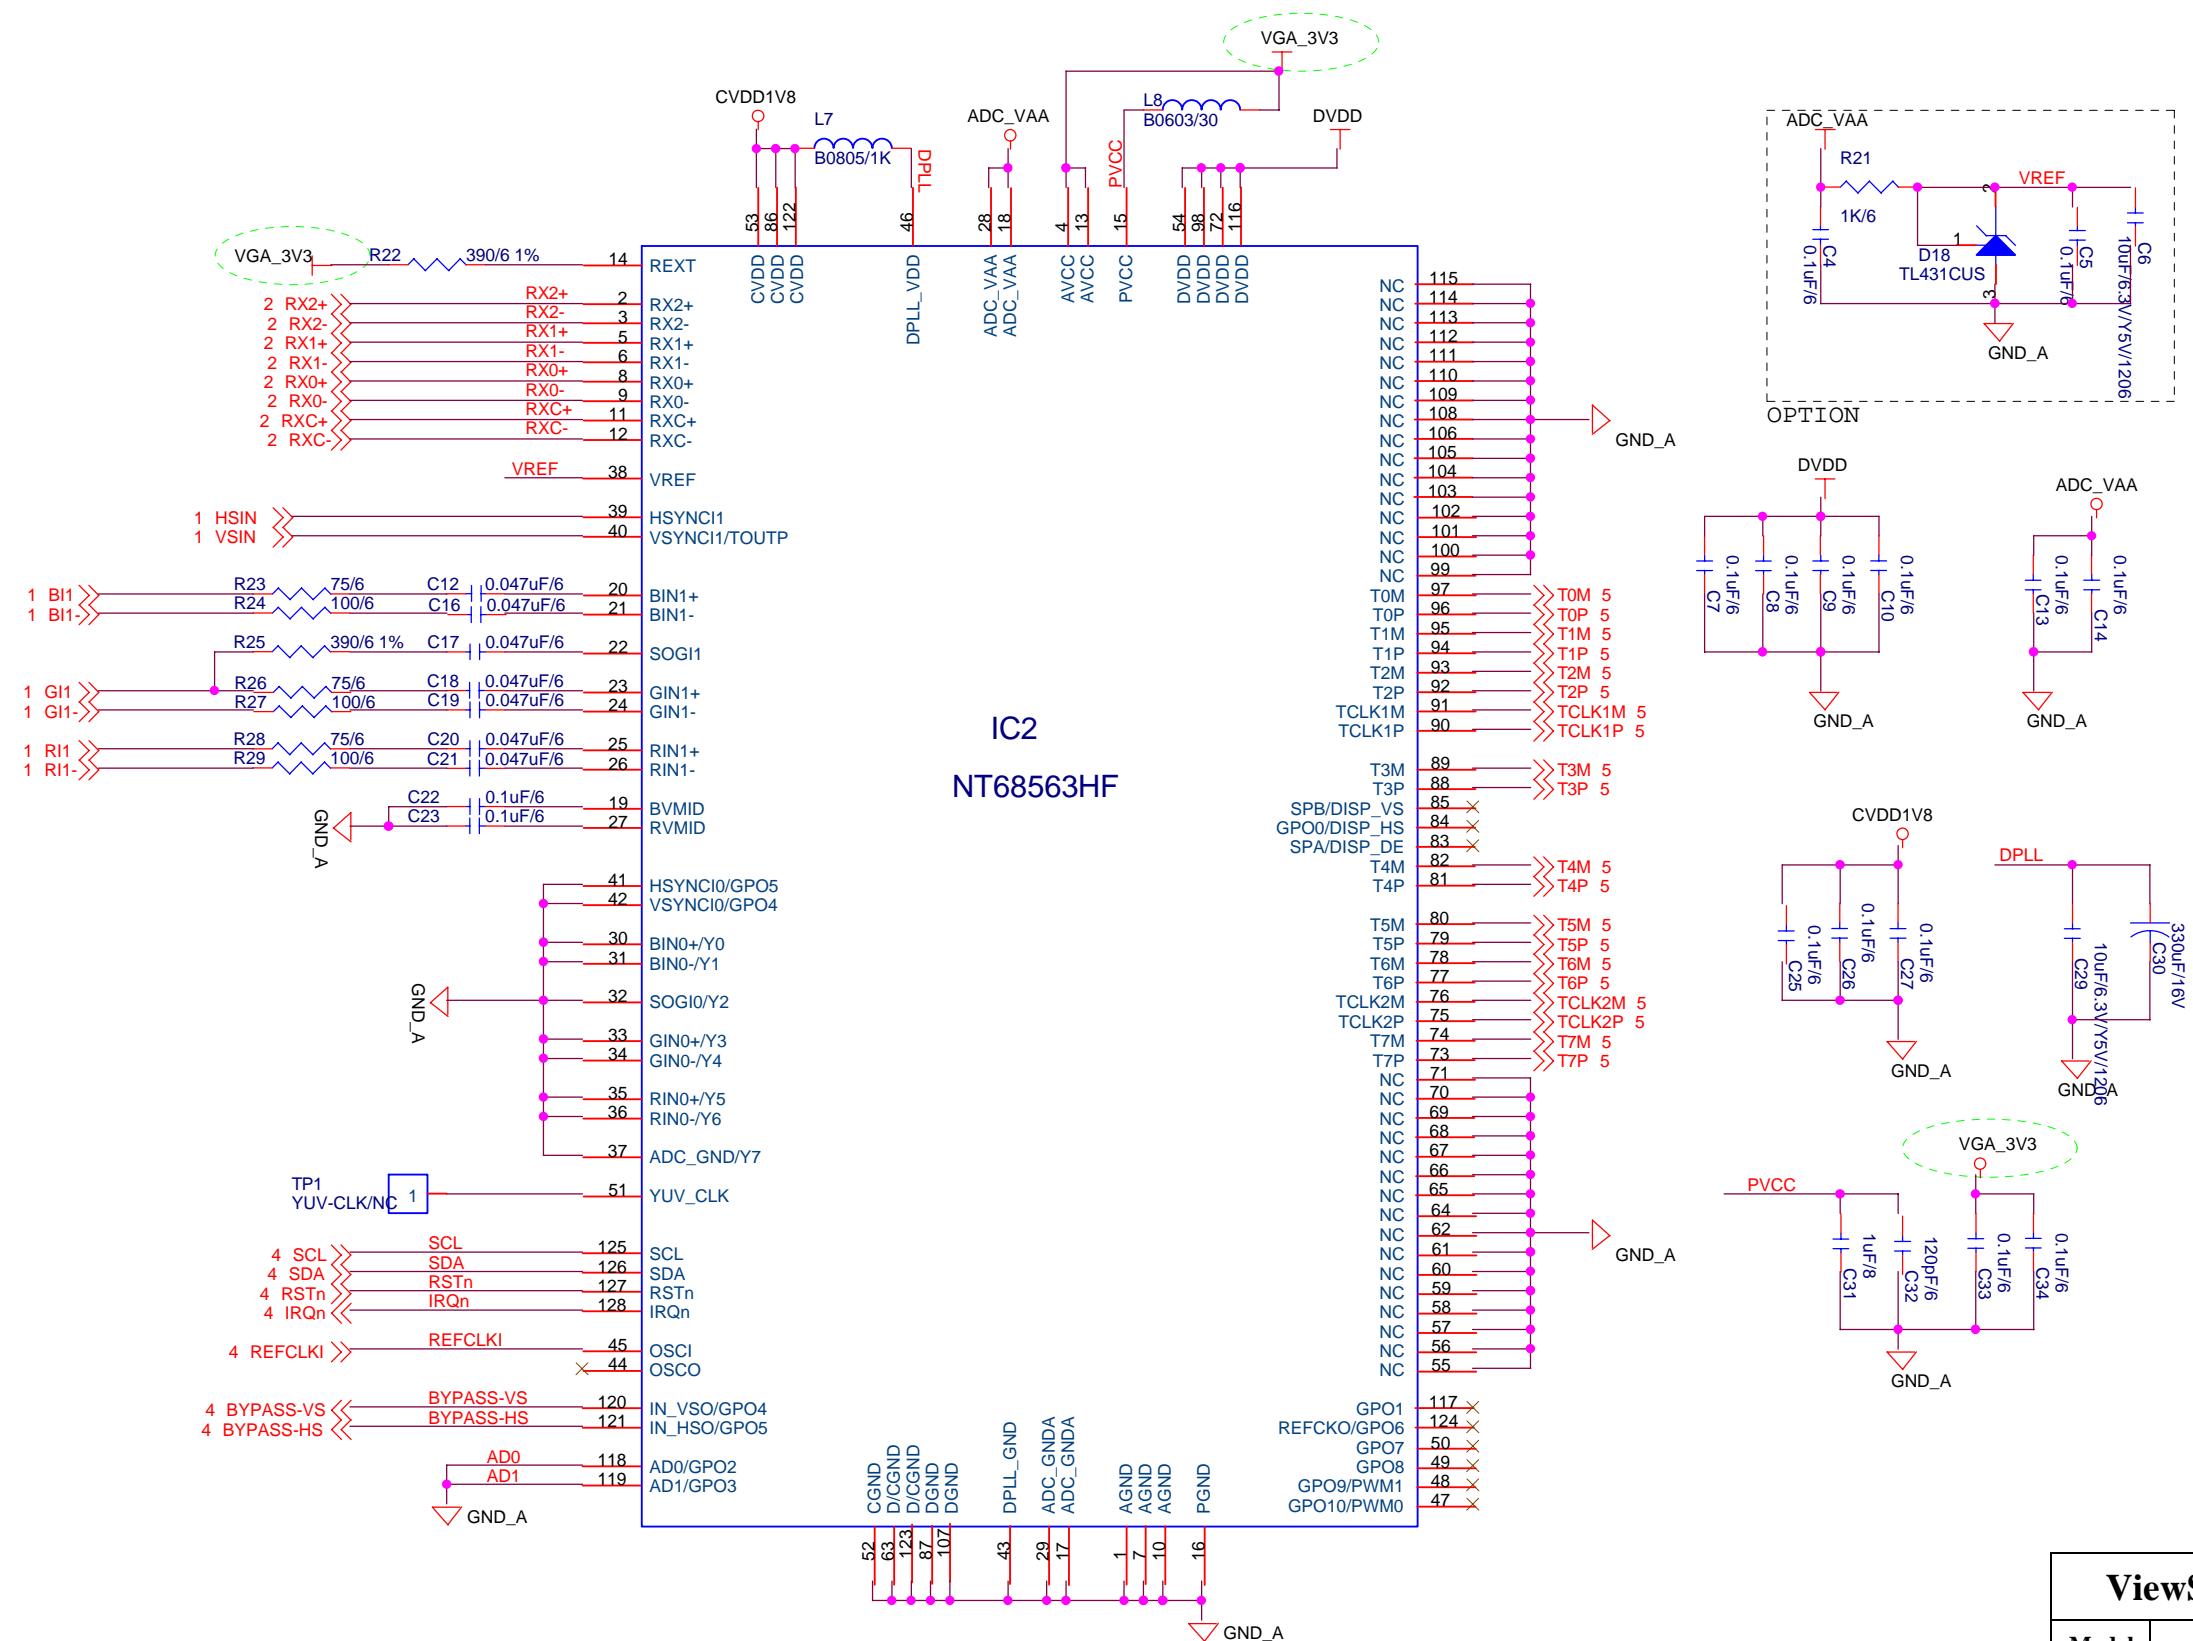 VGA_3V3
CVDD1V8
L7
B0805/1K
DPLL
ADC_VAA
L8
B0603/30
PVCC
DVDD
53
86
122
46
28
18
4
13
15
54
98
72
116
CVDD
CVDD
CVDD
DPLL_VDD
ADC_VAA
ADC_VAA
AVCC
AVCC
PVCC
DVDD
DVDD
DVDD
DVDD
VGA_3V3 R22 390/6 1% 14 REXT
2 RX2+ RX2+ 2 RX2+
2 RX2- RX2- 3 RX2-
2 RX1+ RX1+ 5 RX1+
2 RX1- RX1- 6 RX1-
2 RX0+ RX0+ 8 RX0+
2 RX0- RX0- 9 RX0-
2 RXC+ RXC+ 11 RXC+
2 RXC- RXC- 12 RXC-
VREF 38 VREF
1 HSIN 39 HSYNCI1
1 VSIN 40 VSYNCI1/TOUTP
1 BI1 R23 75/6 C12 0.047uF/6 20 BIN1+
1 BI1- R24 100/6 C16 0.047uF/6 21 BIN1-
R25 390/6 1% C17 0.047uF/6 22 SOGI1
1 GI1 R26 75/6 C18 0.047uF/6 23 GIN1+
1 GI1- R27 100/6 C19 0.047uF/6 24 GIN1-
1 RI1 R28 75/6 C20 0.047uF/6 25 RIN1+
1 RI1- R29 100/6 C21 0.047uF/6 26 RIN1-
C22 0.1uF/6 19 BVMID
C23 0.1uF/6 27 RVMID
GND_A
41 HSYNCI0/GPO5
42 VSYNCI0/GPO4
30 BIN0+/Y0
31 BIN0-/Y1
32 SOGI0/Y2
GND_A
33 GIN0+/Y3
34 GIN0-/Y4
35 RIN0+/Y5
36 RIN0-/Y6
37 ADC_GND/Y7
TP1
YUV-CLK/NC 1 51 YUV_CLK
4 SCL SCL 125 SCL
4 SDA SDA 126 SDA
4 RSTn RSTn 127 RSTn
4 IRQn IRQn 128 IRQn
4 REFCLKI REFCLKI 45 OSCI
44 OSCO
4 BYPASS-VS BYPASS-VS 120 IN_VSO/GPO4
4 BYPASS-HS BYPASS-HS 121 IN_HSO/GPO5
AD0 118 AD0/GPO2
AD1 119 AD1/GPO3
GND_A
IC2
NT68563HF
NC 115
NC 114
NC 113
NC 112
NC 111
NC 110
NC 109
NC 108
NC 106
NC 105
NC 104
NC 103
NC 102
NC 101
NC 100
NC 99
GND_A
T0M 97 T0M 5
T0P 96 T0P 5
T1M 95 T1M 5
T1P 94 T1P 5
T2M 93 T2M 5
T2P 92 T2P 5
TCLK1M 91 TCLK1M 5
TCLK1P 90 TCLK1P 5
T3M 89 T3M 5
T3P 88 T3P 5
SPB/DISP_VS 85
GPO0/DISP_HS 84
SPA/DISP_DE 83
T4M 82 T4M 5
T4P 81 T4P 5
T5M 80 T5M 5
T5P 79 T5P 5
T6M 78 T6M 5
T6P 77 T6P 5
TCLK2M 76 TCLK2M 5
TCLK2P 75 TCLK2P 5
T7M 74 T7M 5
T7P 73 T7P 5
NC 71
NC 70
NC 69
NC 68
NC 67
NC 66
NC 65
NC 64
NC 62
NC 61
NC 60
NC 59
NC 58
NC 57
NC 56
NC 55
GND_A
GPO1 117
REFCKO/GPO6 124
GPO7 50
GPO8 49
GPO9/PWM1 48
GPO10/PWM0 47
CGND
D/CGND
D/CGND
DGND
DGND
DPLL_GND
ADC_GNDA
ADC_GNDA
AGND
AGND
AGND
PGND
52
63
123
87
107
43
29
17
1
7
10
16
GND_A
ADC_VAA
R21
1K/6
VREF
2
1
3
D18
TL431CUS
C4
0.1uF/6
C5
0.1uF/6
C6
10uF/6.3V/Y5V/1206
GND_A
OPTION
DVDD
0.1uF/6
C7
0.1uF/6
C8
0.1uF/6
C9
0.1uF/6
C10
GND_A
ADC_VAA
0.1uF/6
C13
0.1uF/6
C14
GND_A
CVDD1V8
0.1uF/6
C25
0.1uF/6
C26
0.1uF/6
C27
GND_A
DPLL
10uF/6.3V/Y5V/1206
C29
330uF/16V
C30
GND_A
VGA_3V3
PVCC
1uF/8
C31
120pF/6
C32
0.1uF/6
C33
0.1uF/6
C34
GND_A